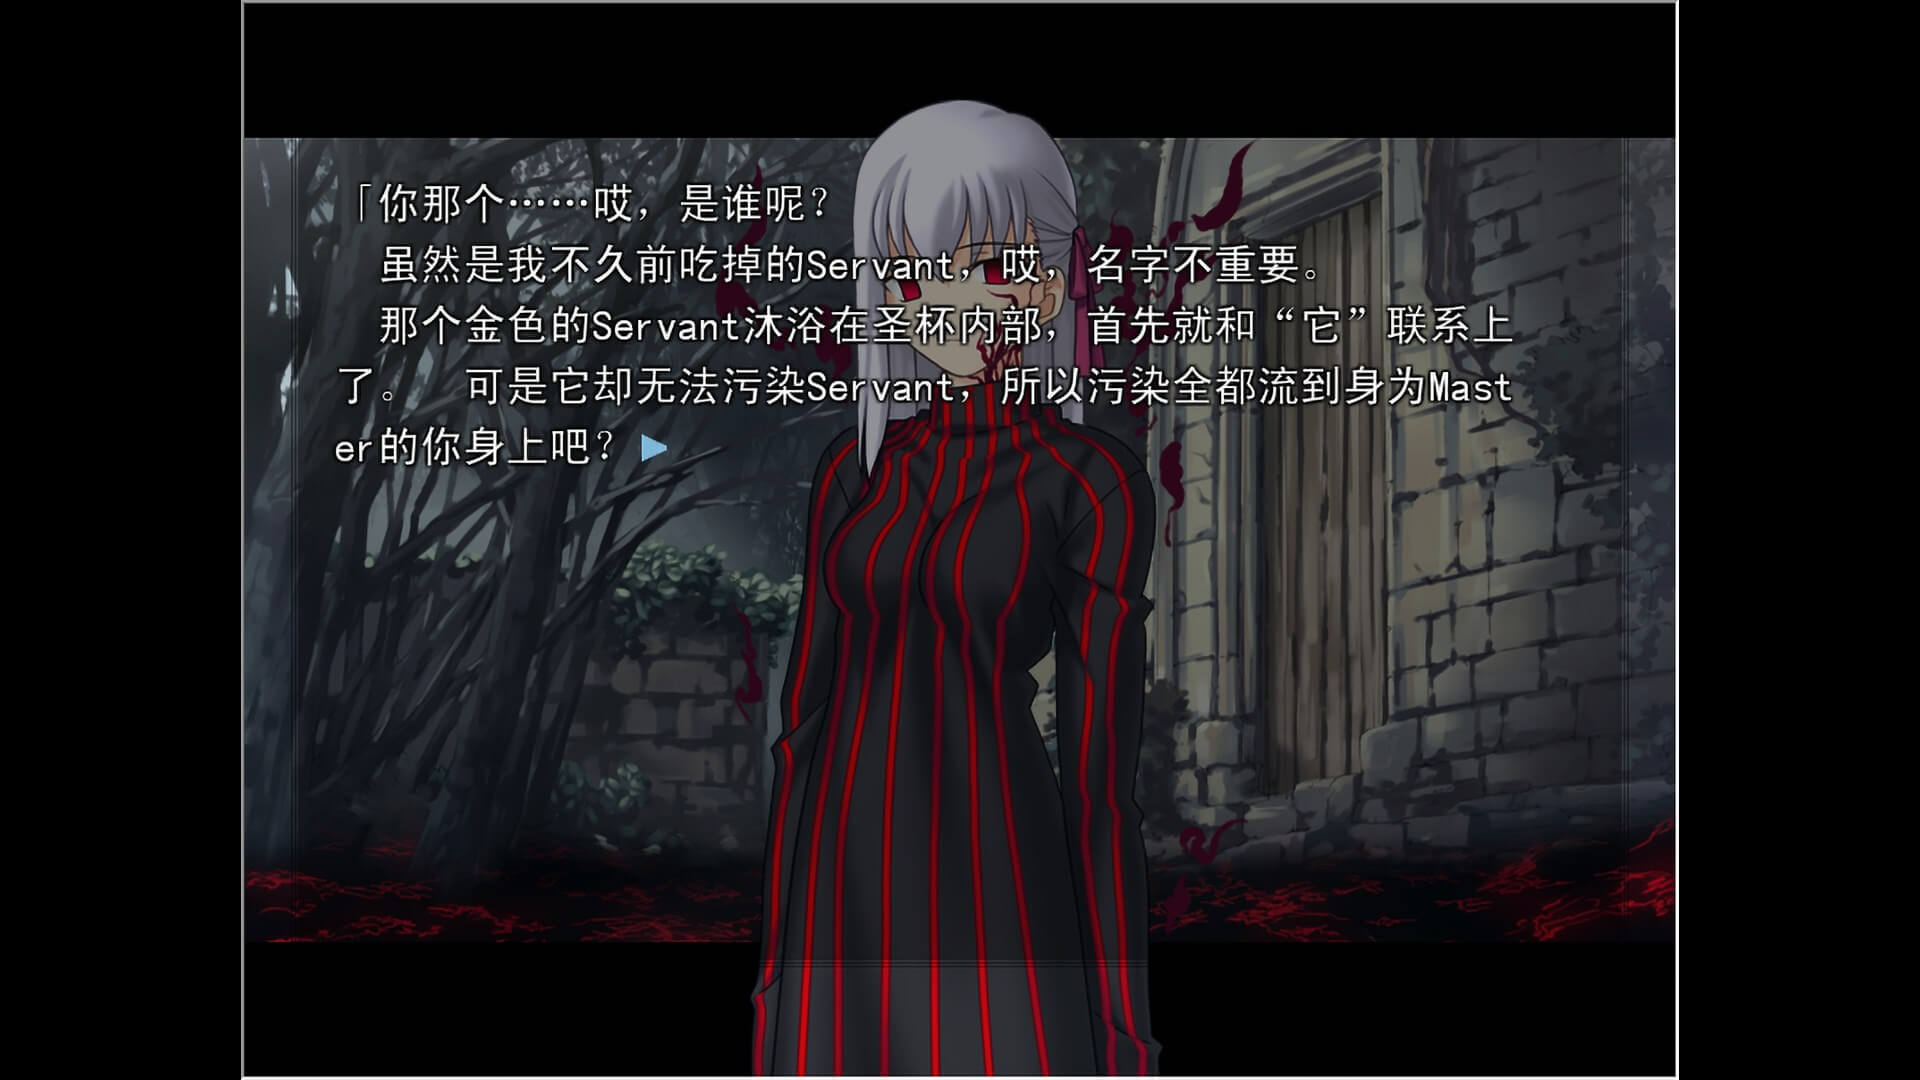 「你那个……哎，是谁呢？
虽然是我不久前吃掉的Servant，哎，名字不重要。
那个金色的Servant沐浴在圣杯内部，首先就和“它”联系上
了。　可是它却无法污染Servant，所以污染全都流到身为Mast
er的你身上吧？